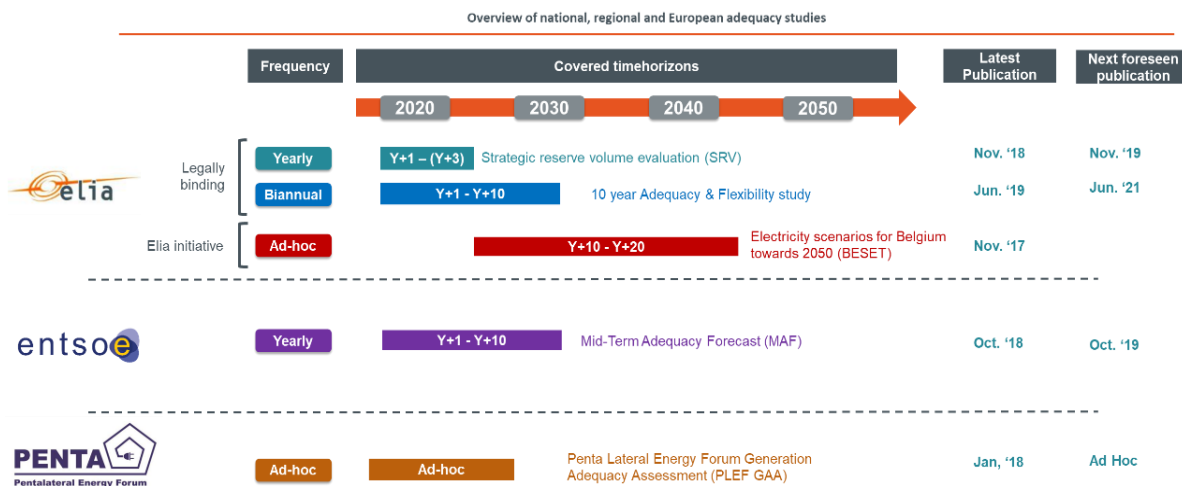 Overview of national, regional and European adequacy studies
Frequency
Covered timehorizons
Latest
Publication
Next foreseen
publication
2020
2030
2040
2050
elia
Legally
binding
Yearly
Y+1 – (Y+3)
Strategic reserve volume evaluation (SRV)
Nov. ‘18
Nov. ‘19
Biannual
Y+1 - Y+10
10 year Adequacy & Flexibility study
Jun. ‘19
Jun. ‘21
Elia initiative
Ad-hoc
Y+10 - Y+20
Electricity scenarios for Belgium
towards 2050 (BESET)
Nov. ‘17
entsoe
Yearly
Y+1 - Y+10
Mid-Term Adequacy Forecast (MAF)
Oct. ‘18
Oct. ‘19
PENTA
Pentalateral Energy Forum
Ad-hoc
Ad-hoc
Penta Lateral Energy Forum Generation
Adequacy Assessment (PLEF GAA)
Jan, ‘18
Ad Hoc